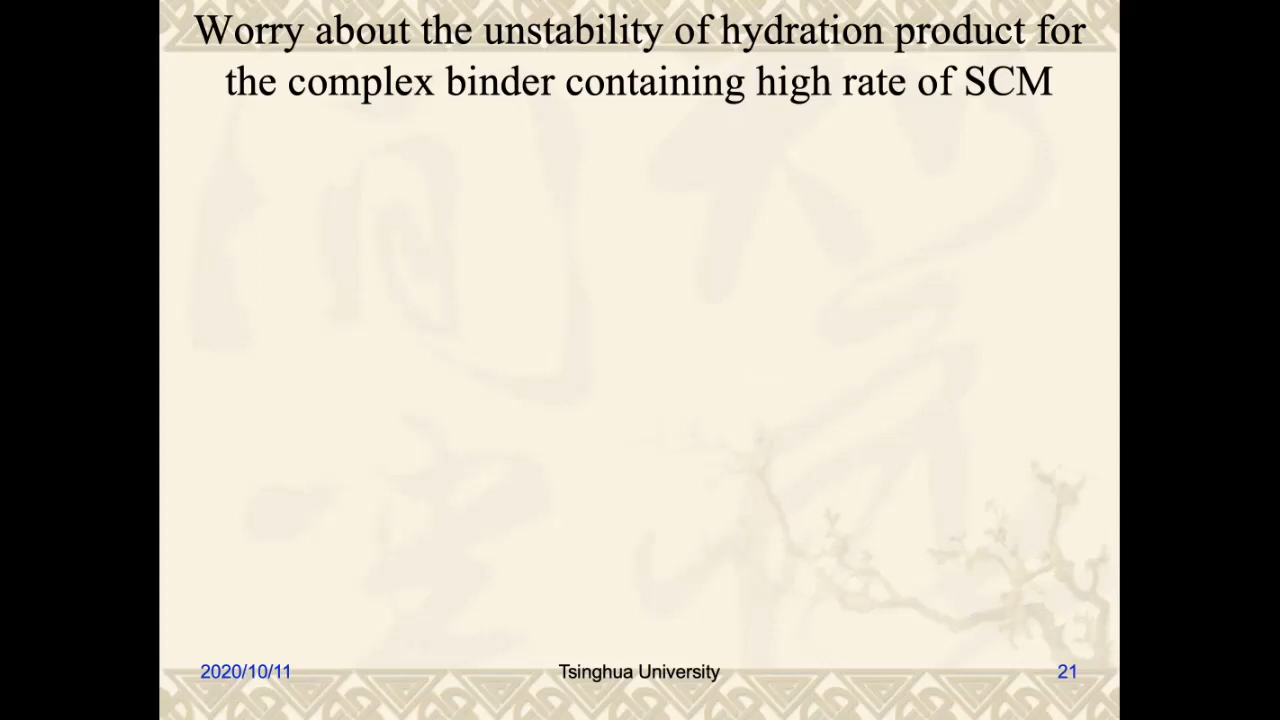 Worry about the unstability of hydration product for
the complex binder containing high rate of SCM
2020/10/11
Tsinghua University
21